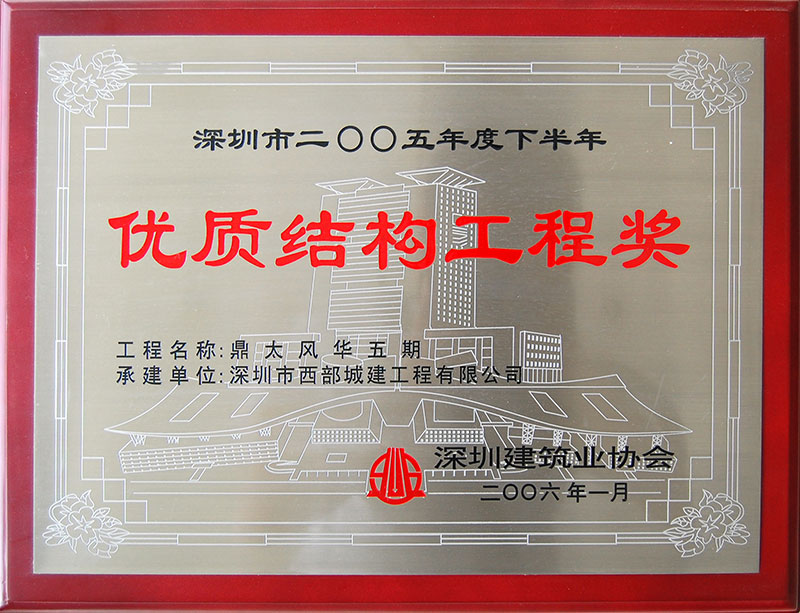 深圳市二〇〇五年度下半年
优质结构工程奖
工程名称:鼎太风华五期
承建单位:深圳市西部城建工程有限公司
深圳建筑业协会
二〇〇六年一月